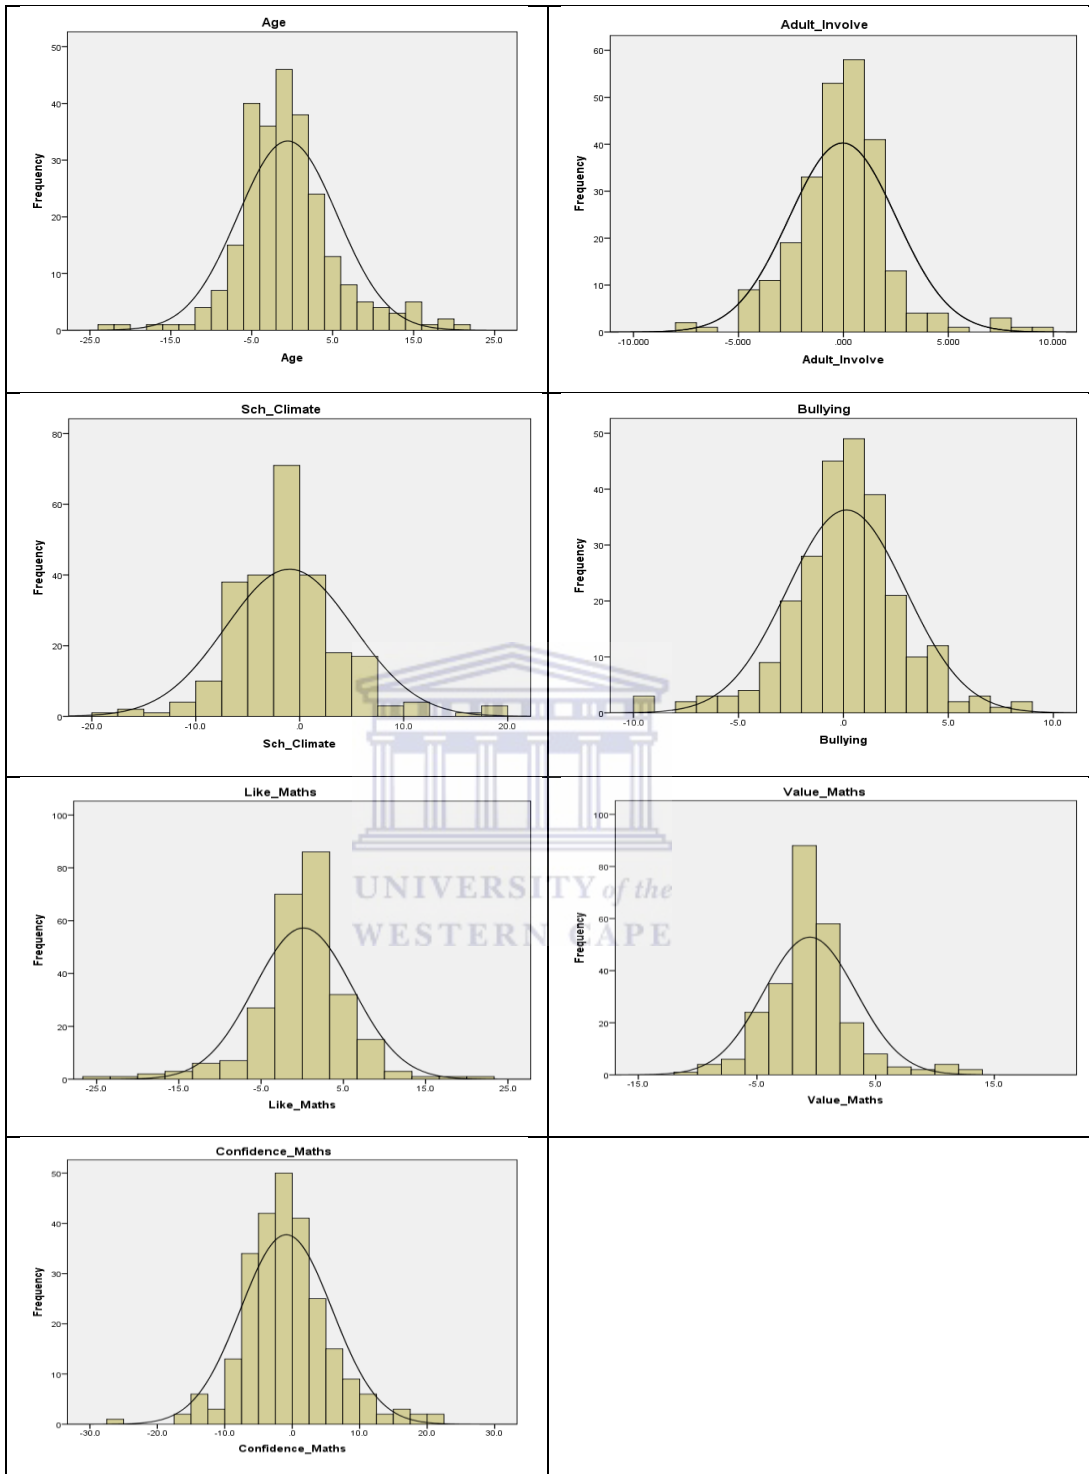 Age
50
40
30
20
10
0
Frequency
-25.0 -15.0 -5.0 5.0 15.0 25.0
Age
Adult_Involve
60
50
40
30
20
10
0
Frequency
-10.000 -5.000 .000 5.000 10.000
Adult_Involve
Sch_Climate
80
60
40
20
0
Frequency
-20.0 -10.0 .0 10.0 20.0
Sch_Climate
Bullying
50
40
30
20
10
0
Frequency
-10.0 -5.0 .0 5.0 10.0
Bullying
Like_Maths
100
80
60
40
20
0
Frequency
-25.0 -15.0 -5.0 5.0 15.0 25.0
Like_Maths
Value_Maths
100
80
60
40
20
0
Frequency
-15.0 -5.0 5.0 15.0
Value_Maths
UNIVERSITY of the
WESTERN CAPE
Confidence_Maths
50
40
30
20
10
0
Frequency
-30.0 -20.0 -10.0 .0 10.0 20.0 30.0
Confidence_Maths